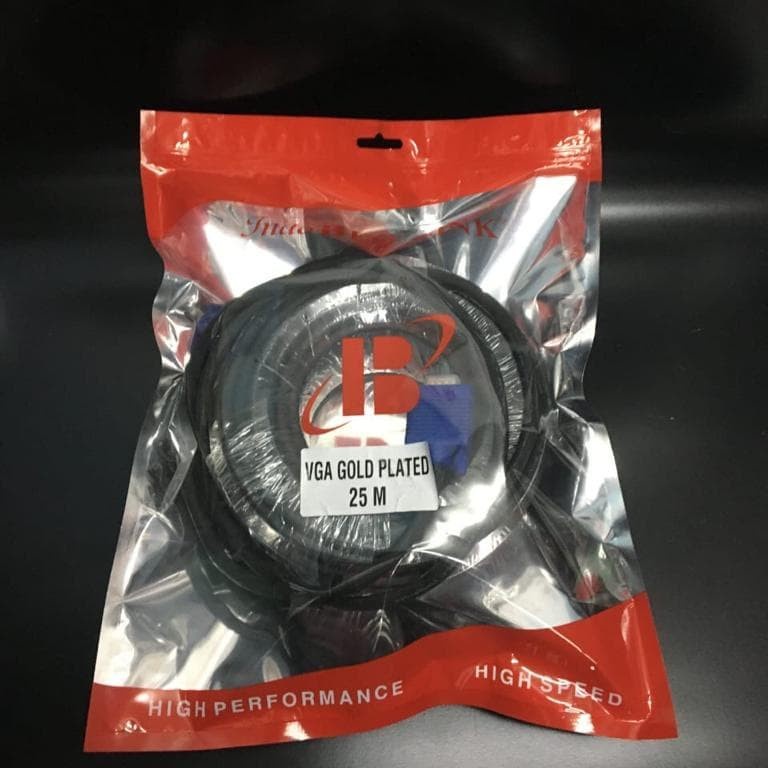 B
VGA GOLD PLATED
25 M
HIGH PERFORMANCE HIGH SPEED